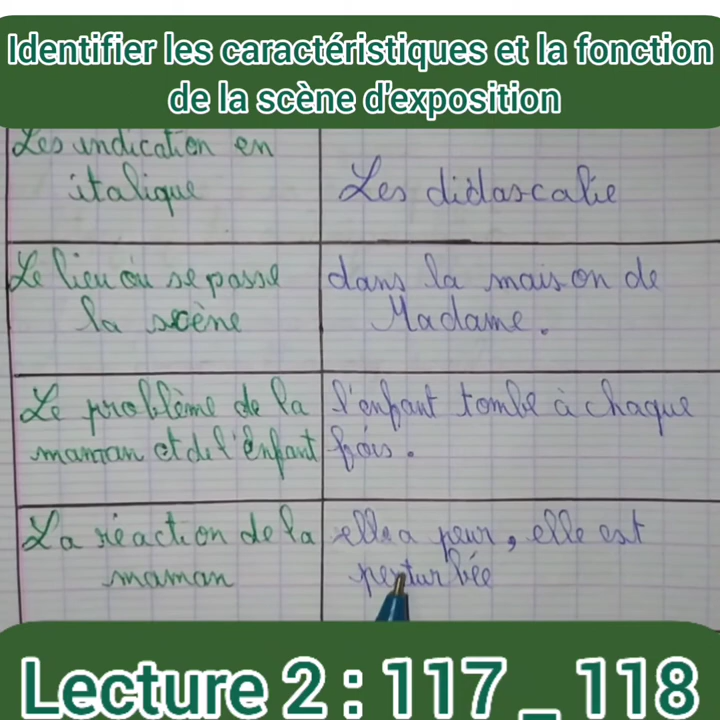 Identifier les caractéristiques et la fonction
de la scène d'exposition
Les indication en
italique
Les didascalie
Le lieu où se passe
la scène
dans la maison de
Madame.
Le problème de la
maman et de l'enfant
l'enfant tombe à chaque
fois.
La réaction de la
maman
elle a peur, elle est
perturbée
Lecture 2 : 117 _ 118